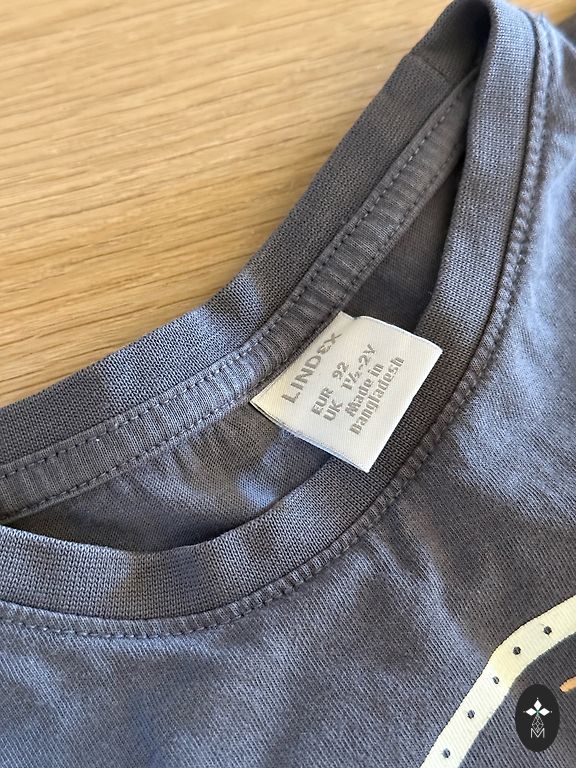 LINDEX
EUR 92
UK 1½-2Y
Made in
Bangladesh
M